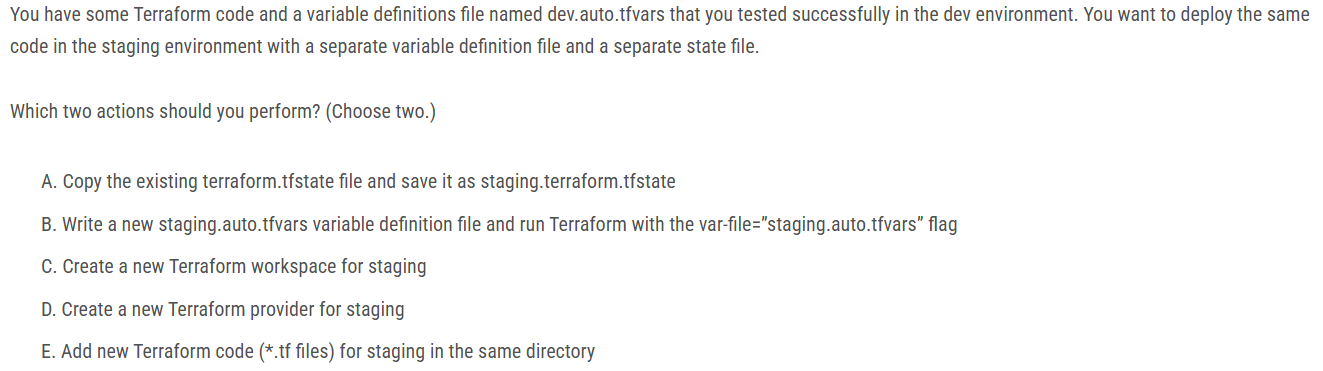 You have some Terraform code and a variable definitions file named dev.auto.tfvars that you tested successfully in the dev environment. You want to deploy the same
code in the staging environment with a separate variable definition file and a separate state file.
Which two actions should you perform? (Choose two.)
A. Copy the existing terraform.tfstate file and save it as staging.terraform.tfstate
B. Write a new staging.auto.tfvars variable definition file and run Terraform with the var-file=”staging.auto.tfvars” flag
C. Create a new Terraform workspace for staging
D. Create a new Terraform provider for staging
E. Add new Terraform code (*.tf files) for staging in the same directory